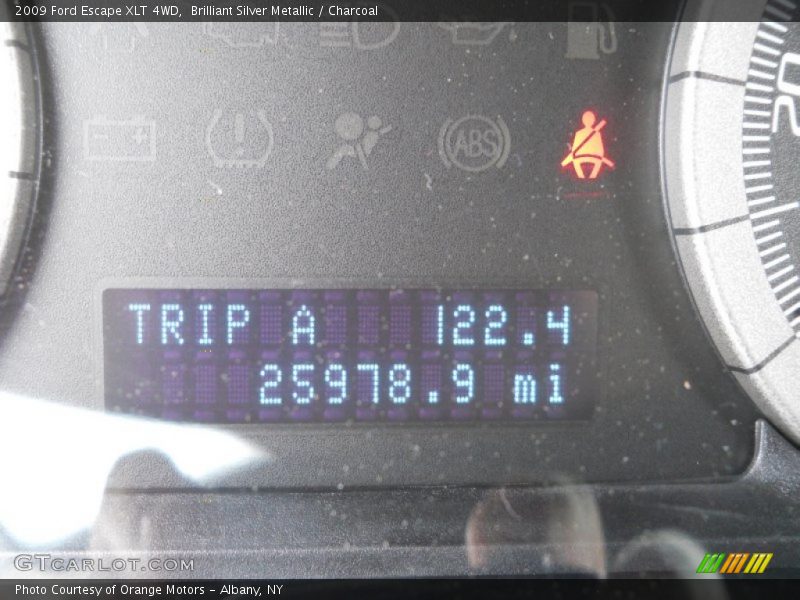 2009 Ford Escape XLT 4WD, Brilliant Silver Metallic / Charcoal
ABS
20
TRIP A 122.4
25978.9 mi
GTCARLOT.COM
Photo Courtesy of Orange Motors - Albany, NY